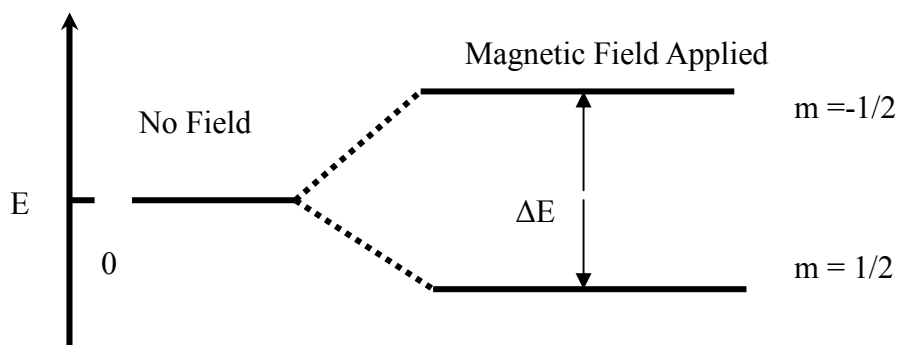 Magnetic Field Applied
m =-1/2
No Field
E
ΔE
0
m = 1/2